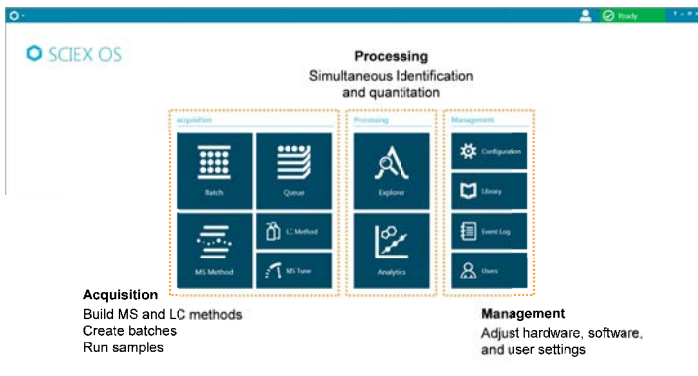 Ready
SCIEX OS
Processing
Simultaneous Identification
and quantitation
Acquisition
Processing
Management
Batch
Queue
Explorer
Configuration
Library
MS Method
LC Method
MS Tune
Analytics
Event Log
Users
Acquisition
Build MS and LC methods
Create batches
Run samples
Management
Adjust hardware, software,
and user settings